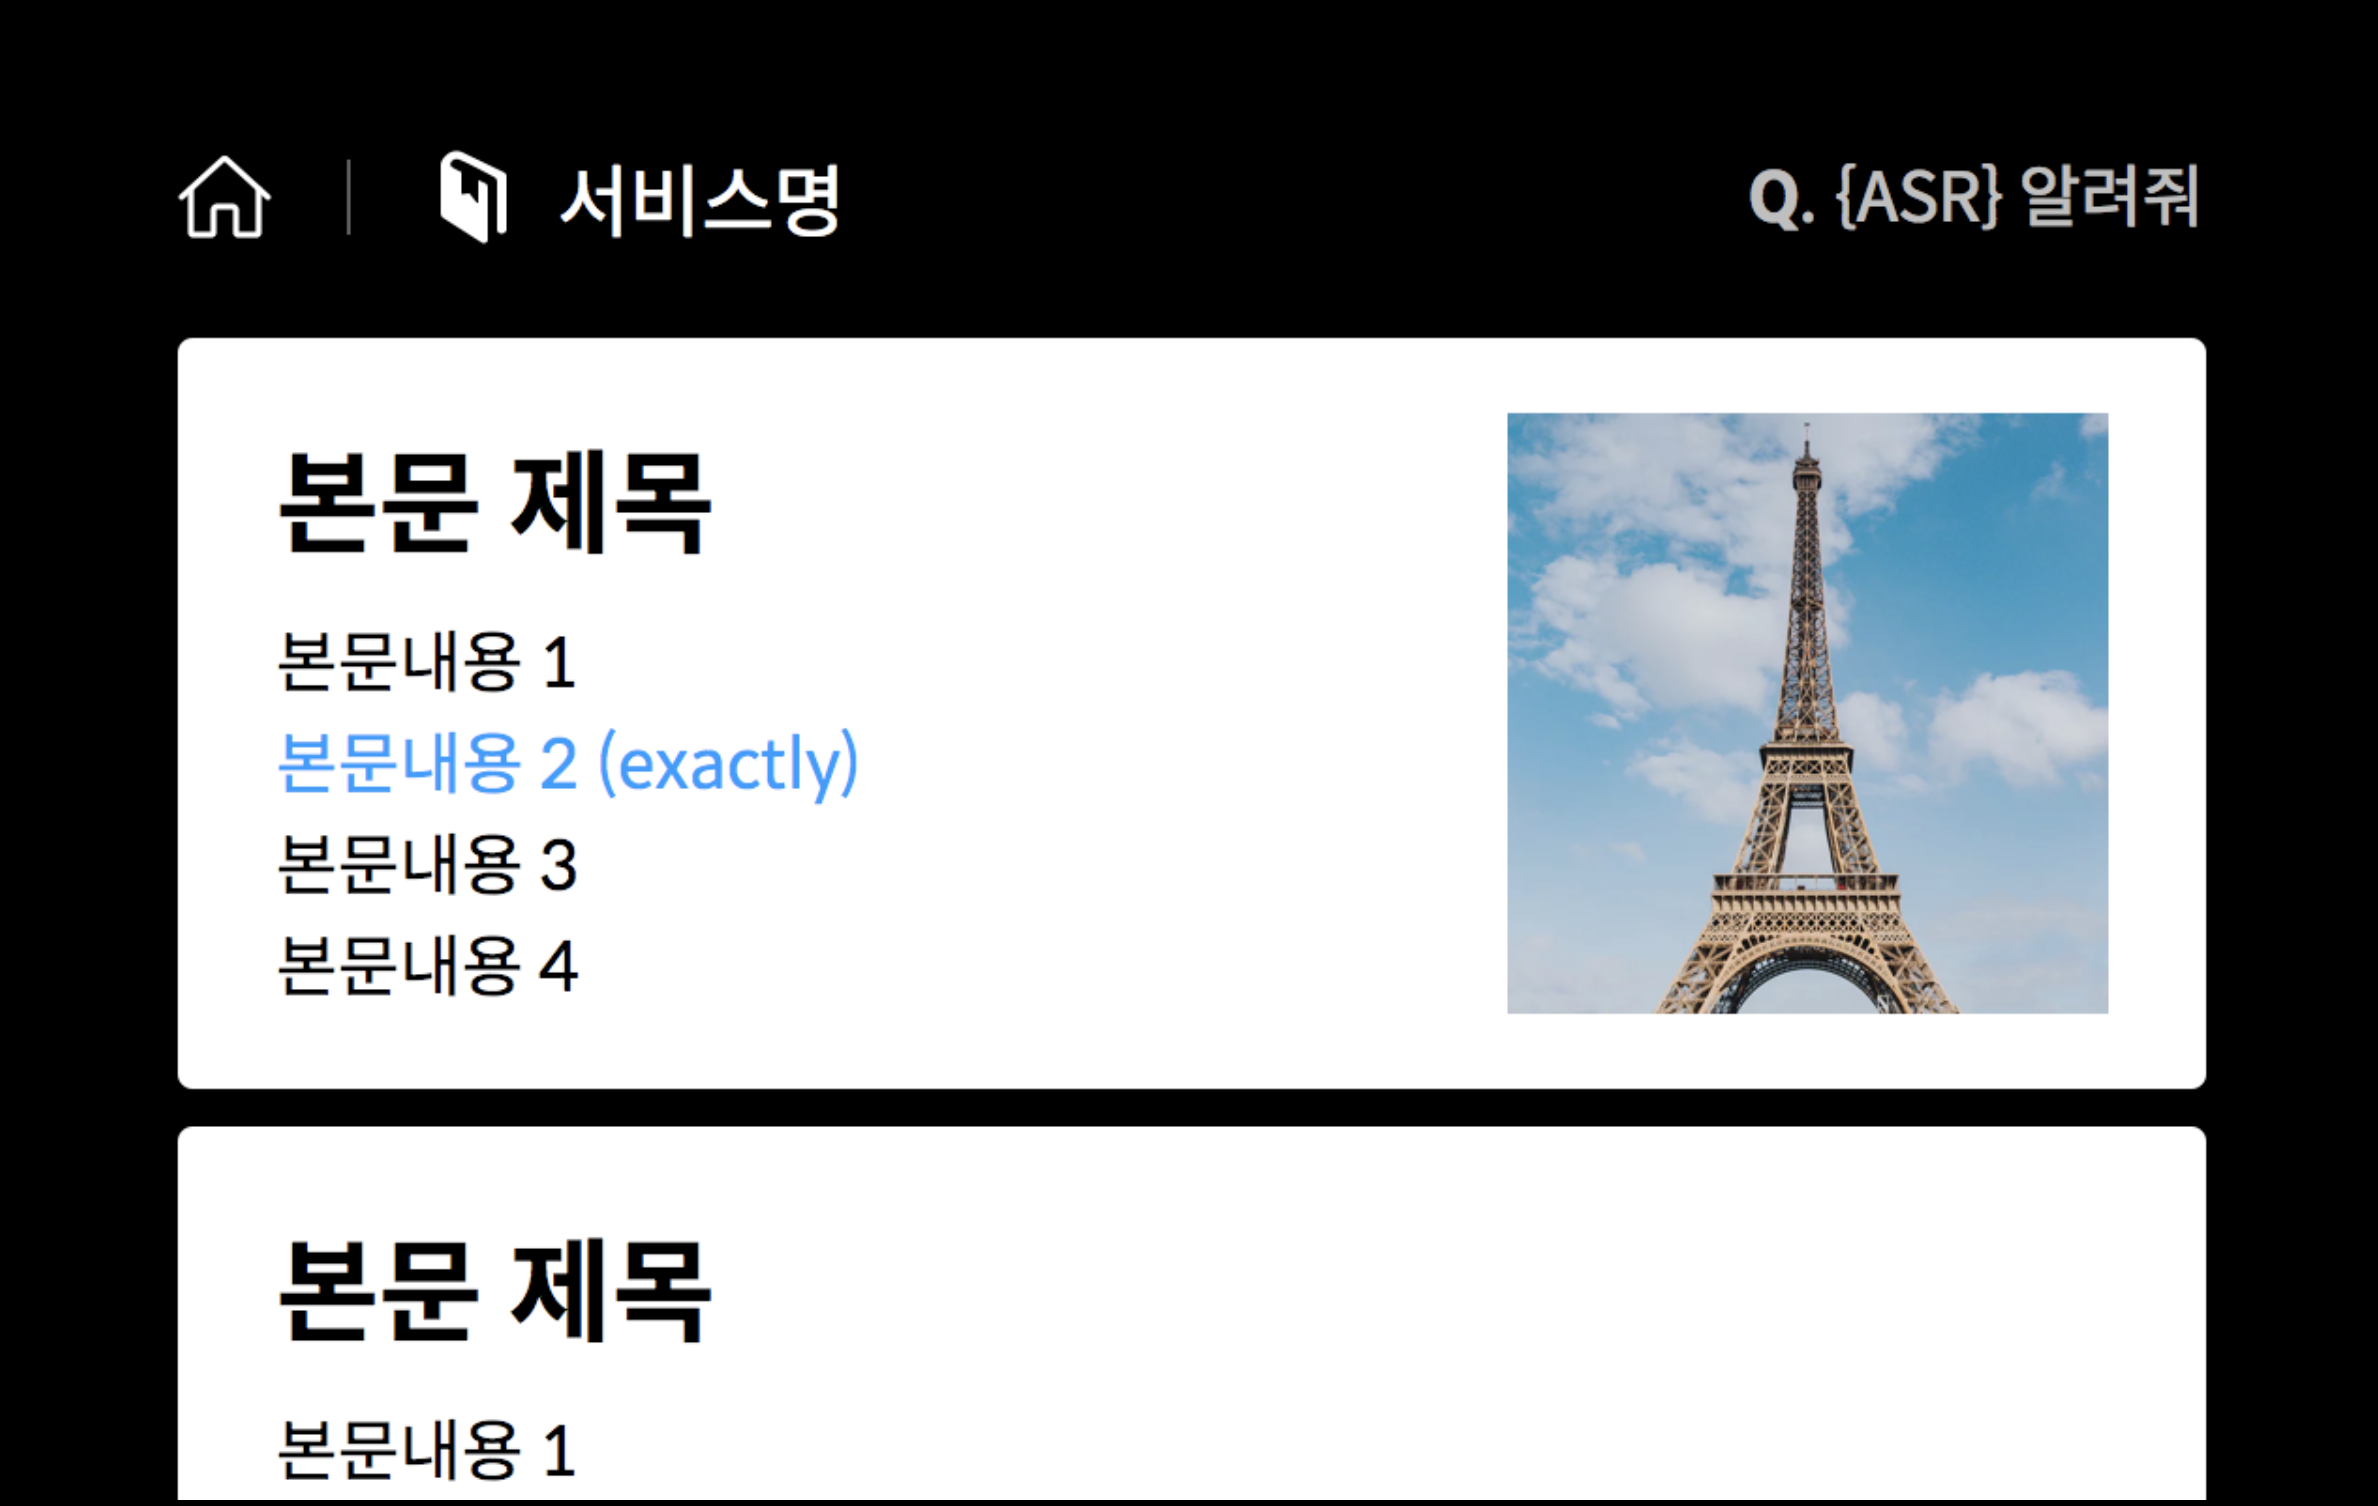 서비스명
Q. {ASR} 알려줘
본문 제목
본문내용 1
본문내용 2 (exactly)
본문내용 3
본문내용 4
본문 제목
본문내용 1